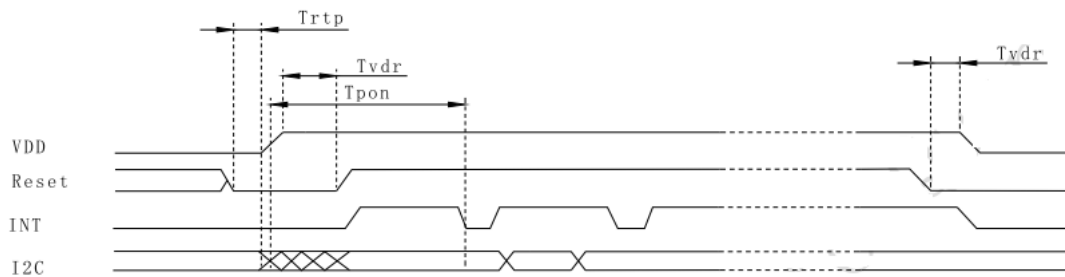 Trtp
Tvdr
Tvdr
Tpon
VDD
Reset
INT
I2C